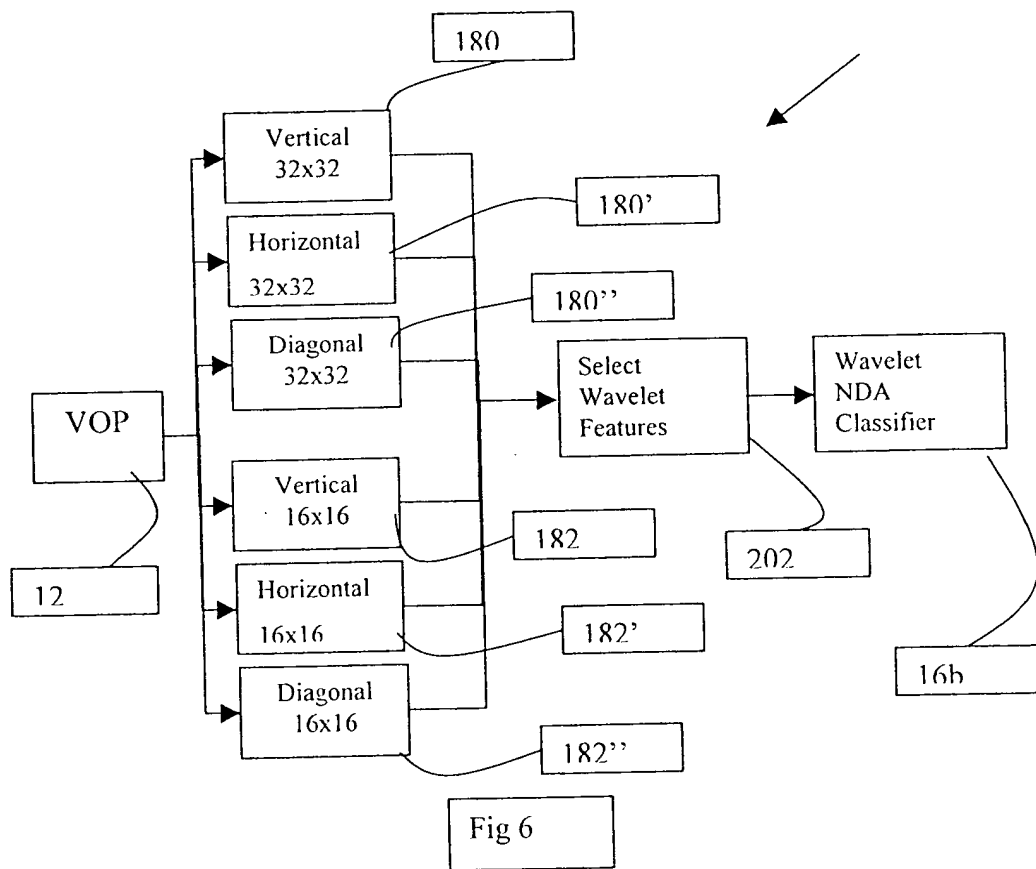 180
Vertical
32x32
Horizontal
32x32
180'
Diagonal
32x32
180''
VOP
Select
Wavelet
Features
Wavelet
NDA
Classifier
Vertical
16x16
182
202
12
Horizontal
16x16
182'
16b
Diagonal
16x16
182''
Fig 6